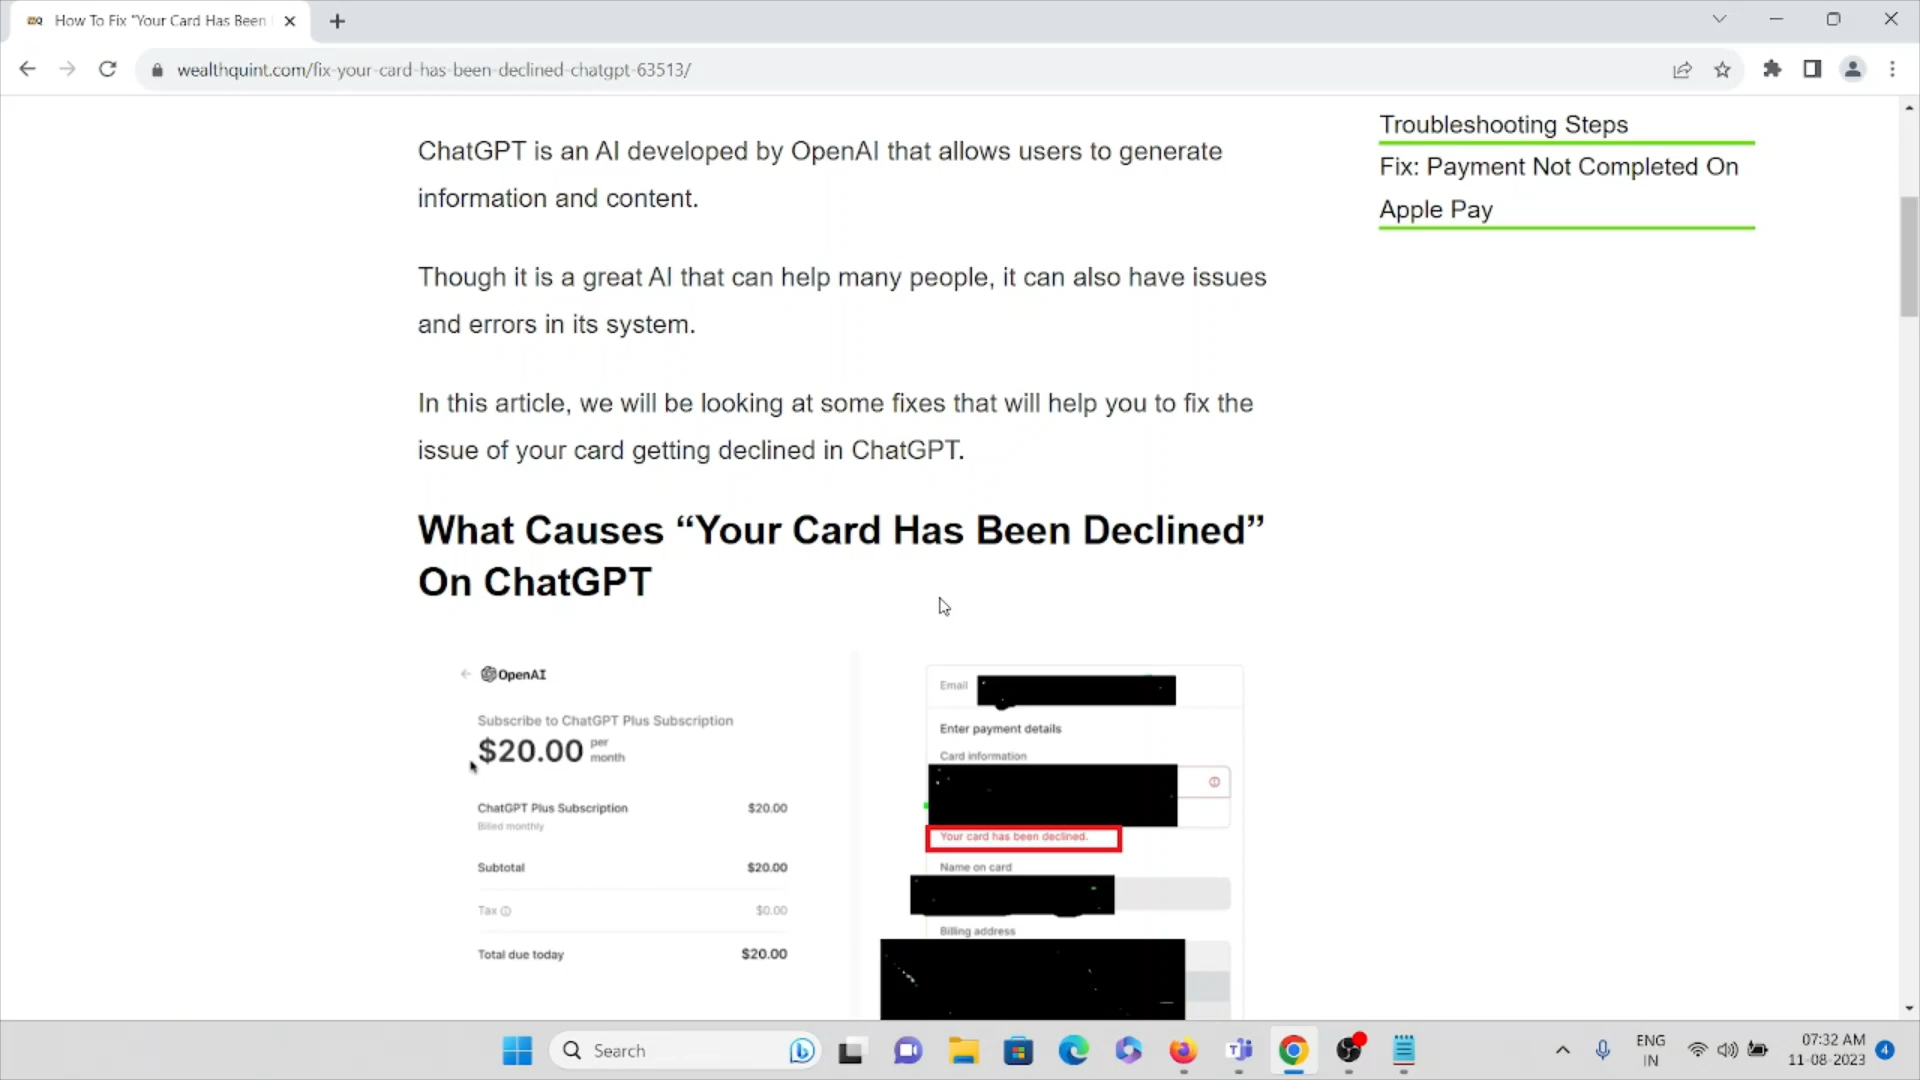 How To Fix "Your Card Has Been
wealthquint.com/fix-your-card-has-been-declined-chatgpt-63513/
ChatGPT is an AI developed by OpenAI that allows users to generate
information and content.
Though it is a great AI that can help many people, it can also have issues
and errors in its system.
In this article, we will be looking at some fixes that will help you to fix the
issue of your card getting declined in ChatGPT.
What Causes “Your Card Has Been Declined”
On ChatGPT
Troubleshooting Steps
Fix: Payment Not Completed On
Apple Pay
OpenAI
Subscribe to ChatGPT Plus Subscription
$20.00 per
month
ChatGPT Plus Subscription $20.00
Billed monthly
Subtotal $20.00
Tax $0.00
Total due today $20.00
Email
Enter payment details
Card information
Your card has been declined.
Name on card
Billing address
Search
ENG
IN
07:32 AM
11-08-2023
4